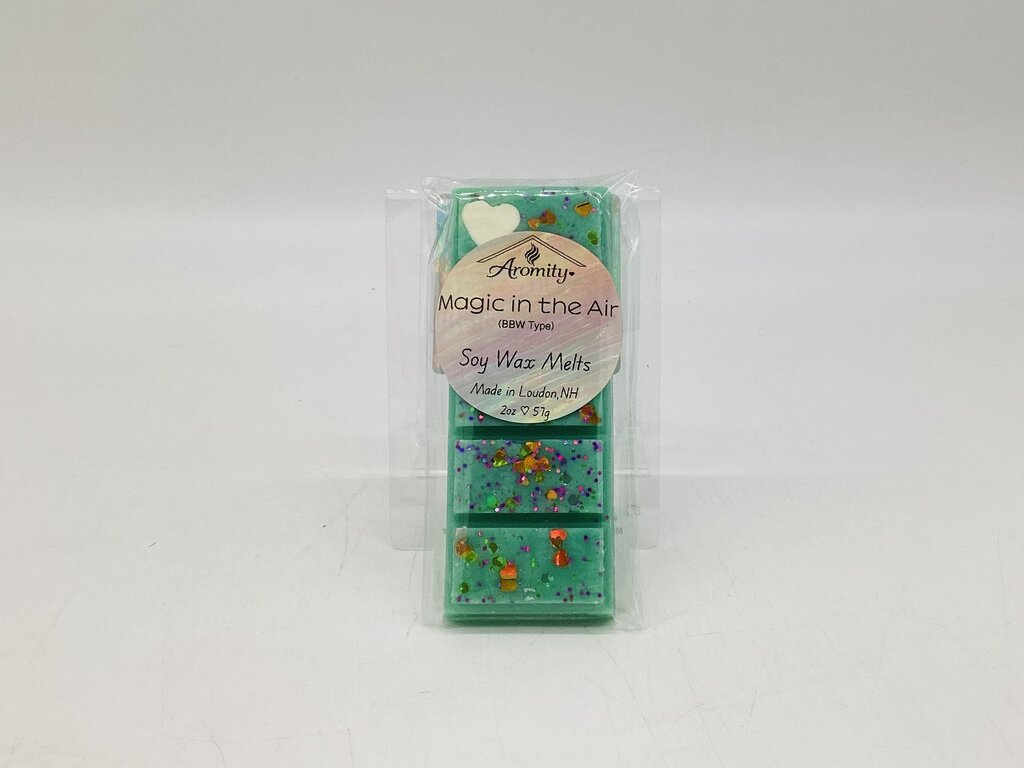 Aromity
Magic in the Air
(BBW Type)
Soy Wax Melts
Made in Loudon,NH
2oz ♡ 57g